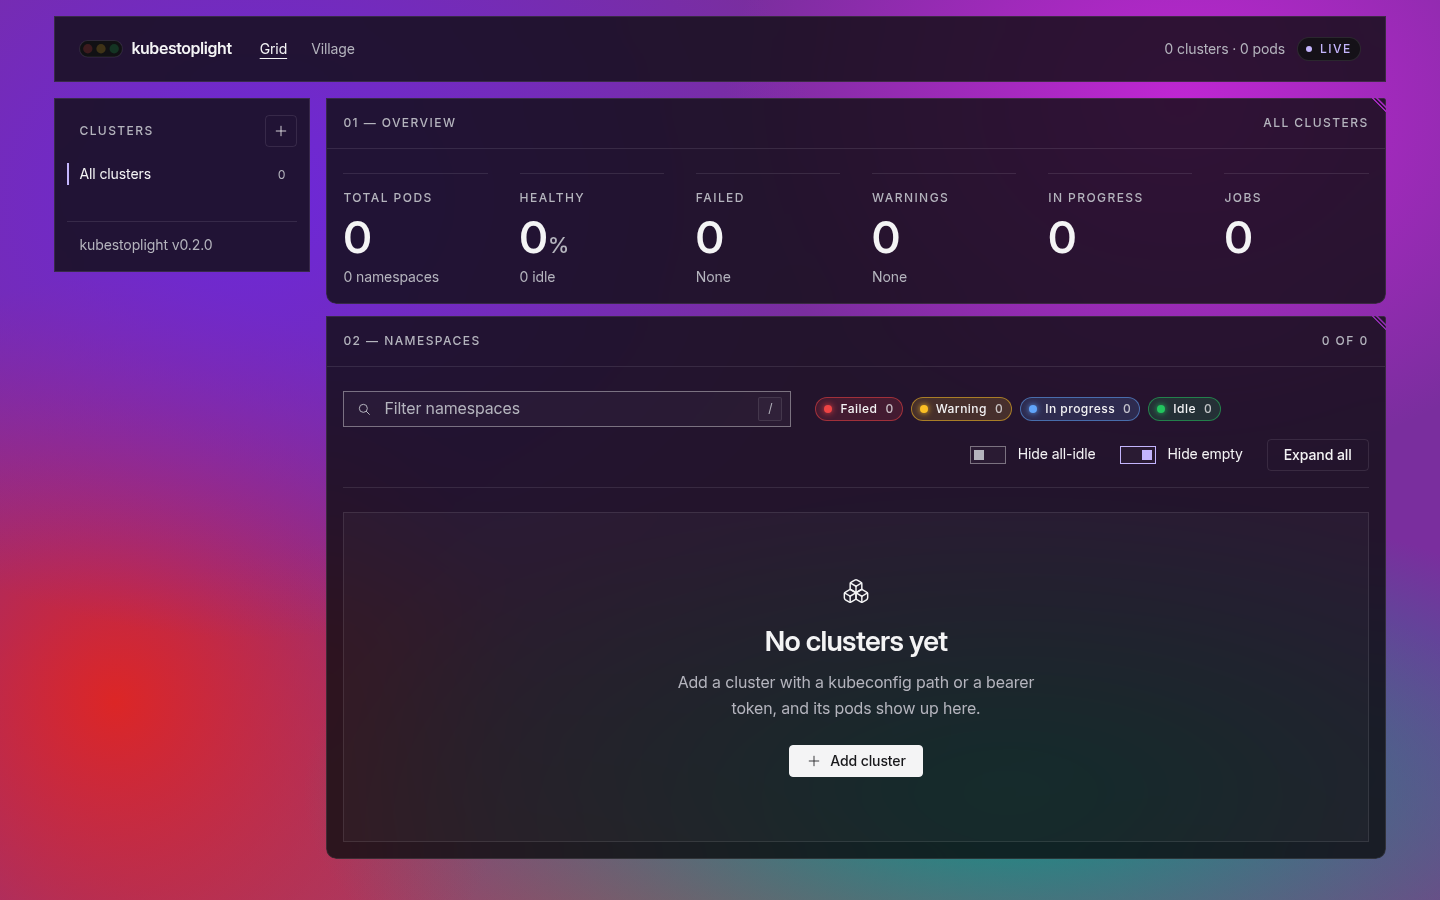 kubestoplight
Grid
Village
0 clusters · 0 pods
LIVE
CLUSTERS
All clusters
0
kubestoplight v0.2.0
01 — OVERVIEW
ALL CLUSTERS
TOTAL PODS
0
0 namespaces
HEALTHY
0%
0 idle
FAILED
0
None
WARNINGS
0
None
IN PROGRESS
0
JOBS
0
02 — NAMESPACES
0 OF 0
Filter namespaces
/
Failed 0
Warning 0
In progress 0
Idle 0
Hide all-idle
Hide empty
Expand all
No clusters yet
Add a cluster with a kubeconfig path or a bearer
token, and its pods show up here.
Add cluster